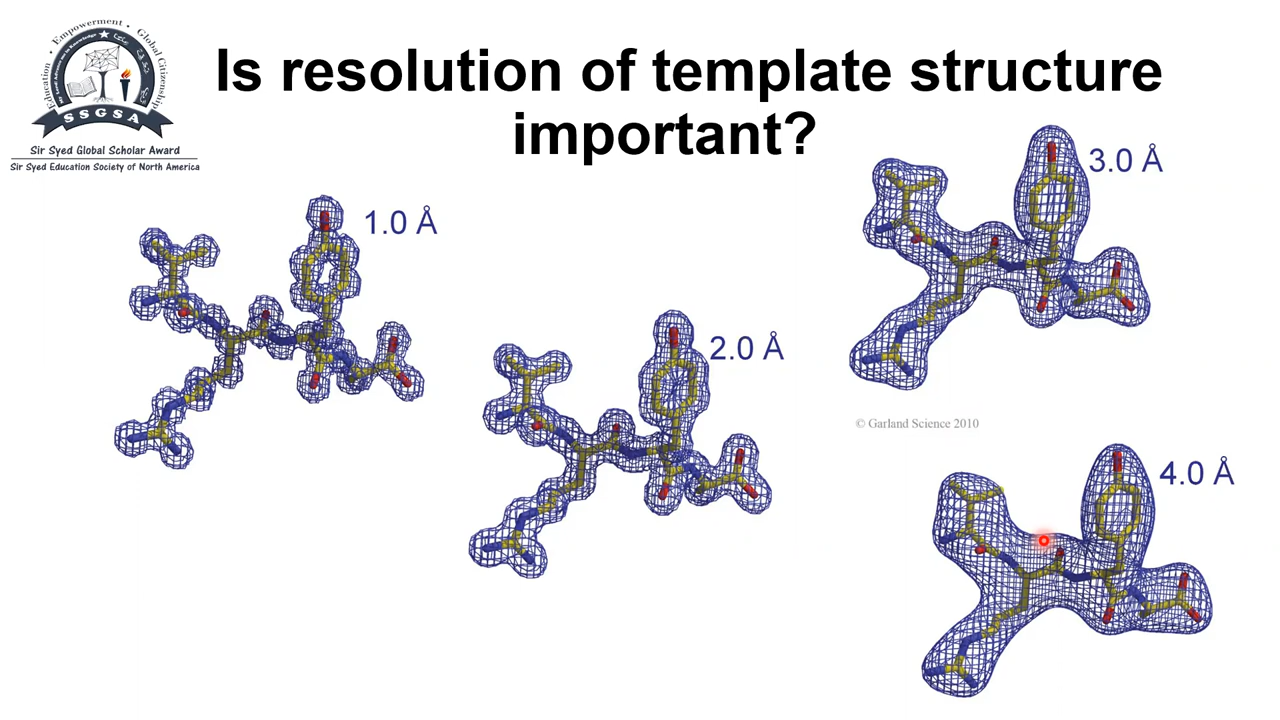 Education • Empowerment • Global Citizenship
SSGSA
Sir Syed Global Scholar Award
Sir Syed Education Society of North America
Is resolution of template structure
important?
1.0 Å
2.0 Å
3.0 Å
© Garland Science 2010
4.0 Å